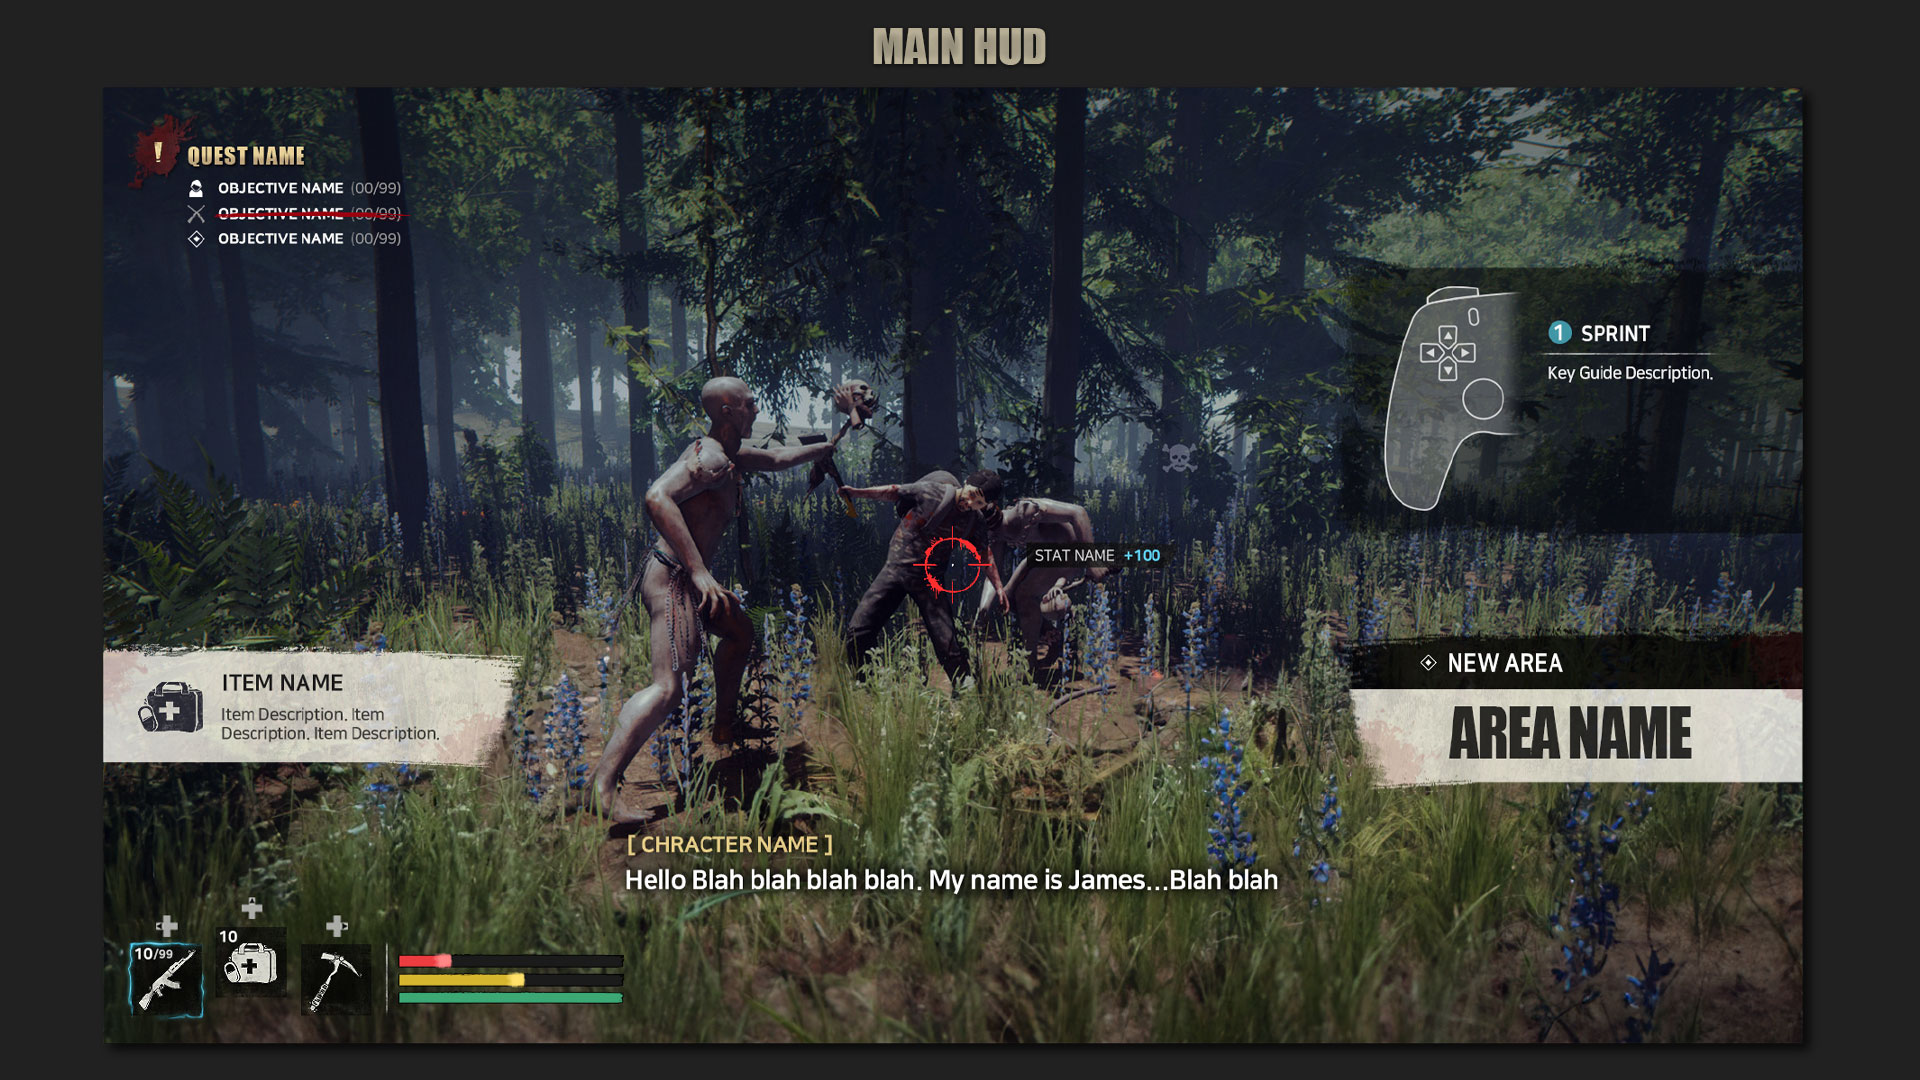 MAIN HUD
! QUEST NAME
OBJECTIVE NAME (00/99)
OBJECTIVE NAME (00/99)
OBJECTIVE NAME (00/99)
1 SPRINT
Key Guide Description.
STAT NAME +100
ITEM NAME
Item Description. Item
Description. Item Description.
NEW AREA
AREA NAME
[ CHRACTER NAME ]
Hello Blah blah blah blah. My name is James...Blah blah
10/99
10